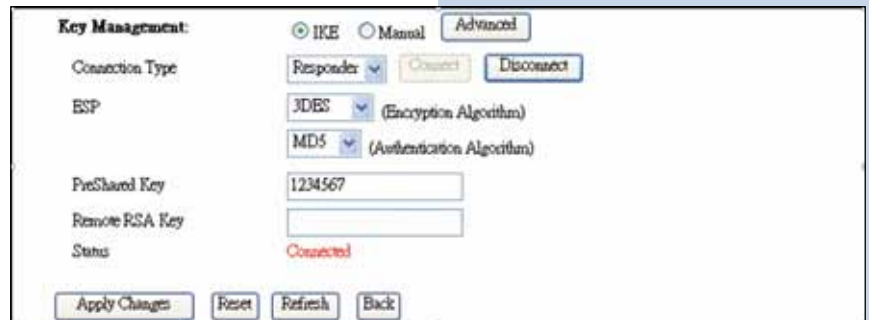 Key Management: IKE Manual Advanced
Connection Type Responder Connect Disconnect
ESP 3DES (Encryption Algorithm)
MD5 (Authentication Algorithm)
PreShared Key 1234567
Remote RSA Key
Status Connected
Apply Changes Reset Refresh Back